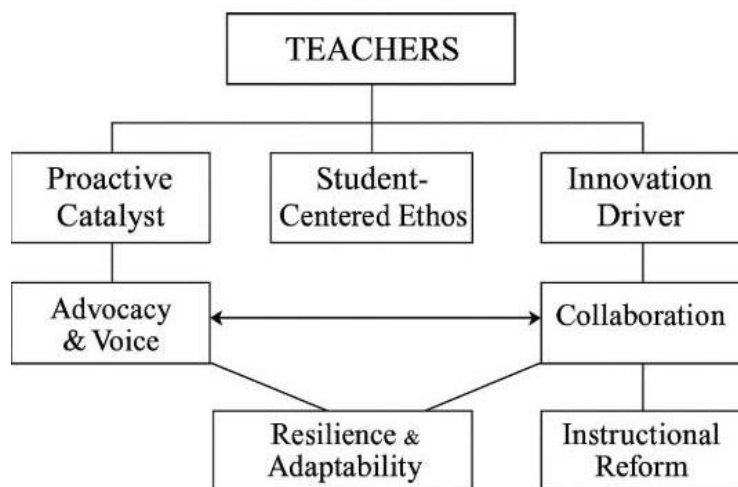 TEACHERS
Proactive
Catalyst
Student-
Centered Ethos
Innovation
Driver
Advocacy
& Voice
Collaboration
Resilience &
Adaptability
Instructional
Reform